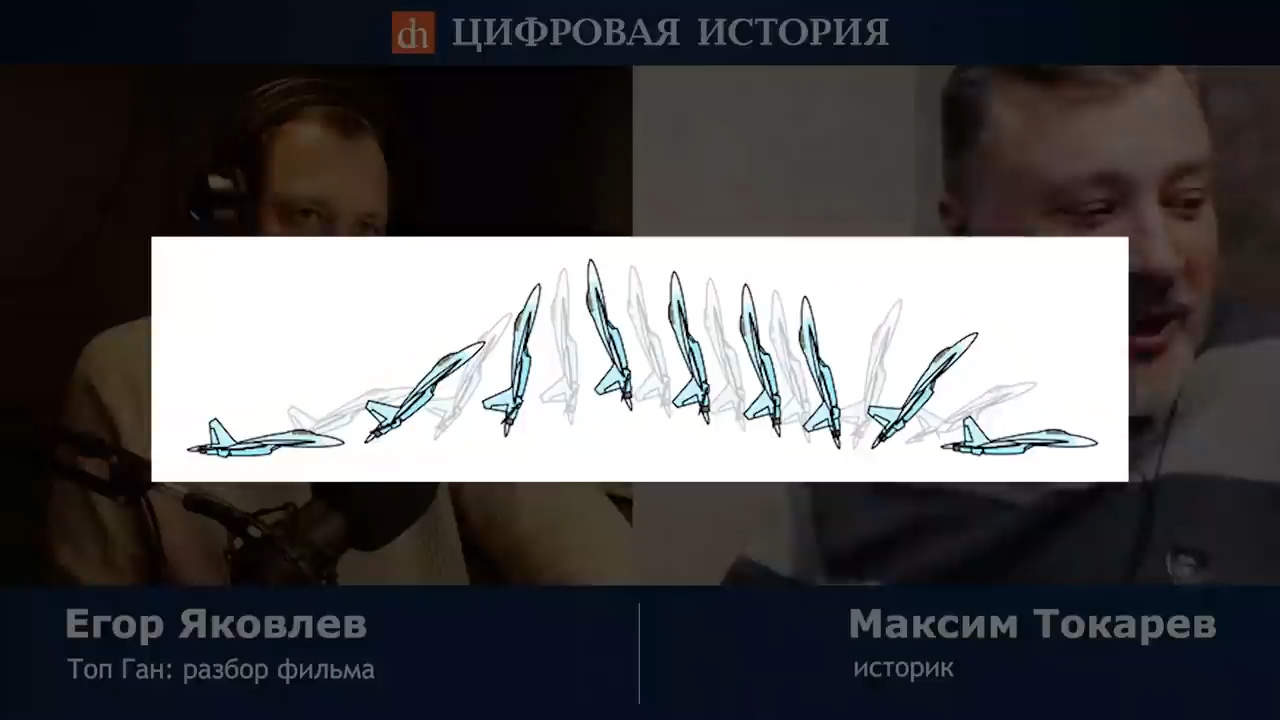 dh ЦИФРОВАЯ ИСТОРИЯ
Егор Яковлев
Топ Ган: разбор фильма
Максим Токарев
историк